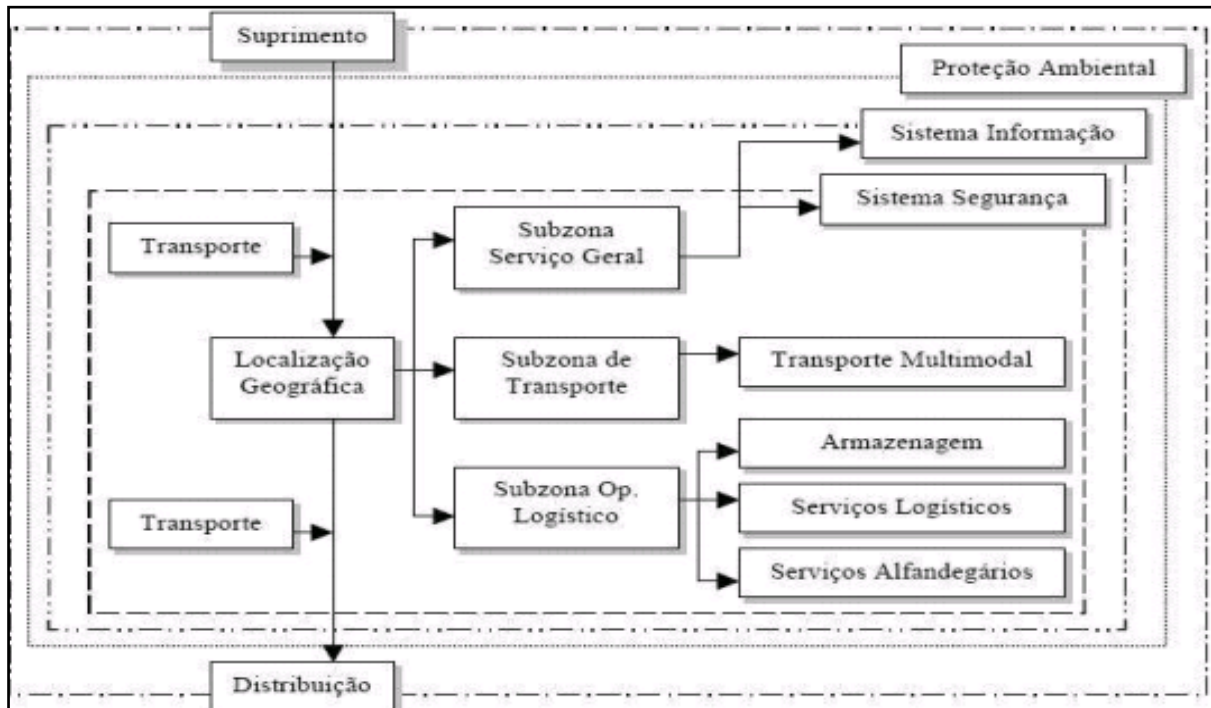 Suprimento
Proteção Ambiental
Sistema Informação
Sistema Segurança
Transporte
Subzona
Serviço Geral
Localização
Geográfica
Subzona de
Transporte
Transporte Multimodal
Armazenagem
Transporte
Subzona Op.
Logístico
Serviços Logísticos
Serviços Alfandegários
Distribuição